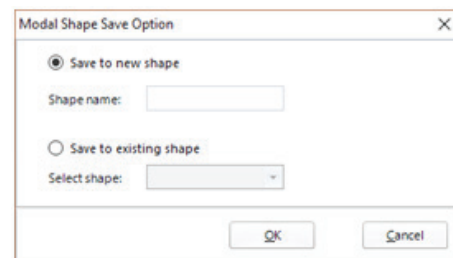 Modal Shape Save Option
Save to new shape
Shape name:
Save to existing shape
Select shape:
OK
Cancel